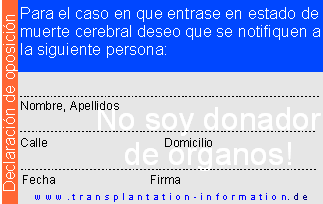 Declaración de oposición
Para el caso en que entrase en estado de
muerte cerebral deseo que se notifiquen a
la siguiente persona:
Nombre, Apellidos
No soy donador
de órganos!
Calle Domicilio
Fecha Firma
www.transplantation-information.de